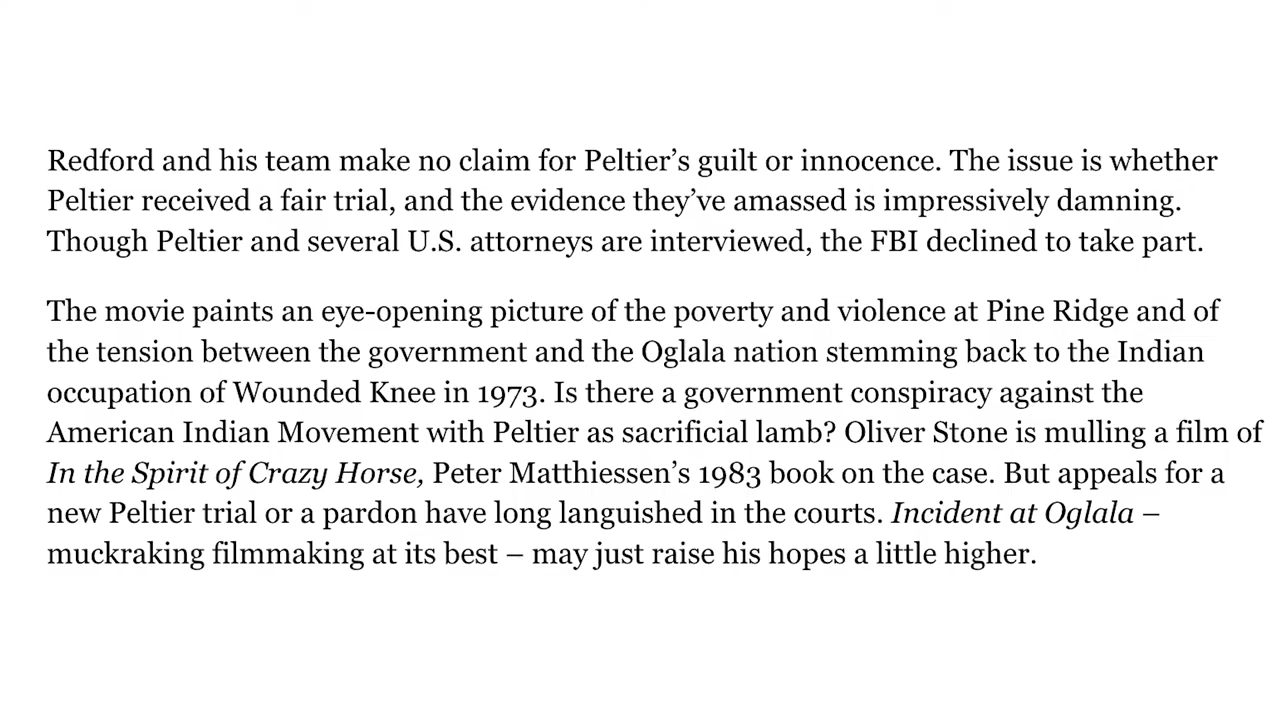 Redford and his team make no claim for Peltier’s guilt or innocence. The issue is whether
Peltier received a fair trial, and the evidence they’ve amassed is impressively damning.
Though Peltier and several U.S. attorneys are interviewed, the FBI declined to take part.
The movie paints an eye-opening picture of the poverty and violence at Pine Ridge and of
the tension between the government and the Oglala nation stemming back to the Indian
occupation of Wounded Knee in 1973. Is there a government conspiracy against the
American Indian Movement with Peltier as sacrificial lamb? Oliver Stone is mulling a film of
In the Spirit of Crazy Horse, Peter Matthiessen’s 1983 book on the case. But appeals for a
new Peltier trial or a pardon have long languished in the courts. Incident at Oglala –
muckraking filmmaking at its best – may just raise his hopes a little higher.